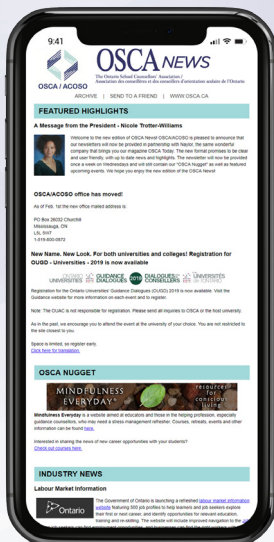 9:41
OSCA NEWS
The Ontario School Counsellors' Association /
Association des conseillères et des conseillers d'orientation scolaire de l'Ontario
OSCA / ACOSO
ARCHIVE | SEND TO A FRIEND | WWW.OSCA.CA
FEATURED HIGHLIGHTS
A Message from the President - Nicole Trotter-Williams
Welcome to the new edition of OSCA News! OSCA/ACOSO is pleased to announce that
our newsletters will now be provided in partnership with Naylor, the same wonderful
company that brings you our magazine OSCA Today. The new format promises to be clear
and user friendly, with up to date news and highlights. The newsletter will now be provided
once a week on Wednesdays and will still contain our "OSCA Nugget" as well as featured
upcoming events. We hope you enjoy the new edition of the OSCA News!
OSCA/ACOSO office has moved!
As of Feb. 1st the new office mailed address is:
PO Box 26032 Churchill
Mississauga, ON
L5L 5W7
1-519-800-0872
New Name. New Look. For both universities and colleges! Registration for
OUGD - Universities - 2019 is now available
ONTARIO UNIVERSITIES' GUIDANCE DIALOGUES 2019 DIALOGUES CONSEILLERS UNIVERSITÉS
Registration for the Ontario Universities' Guidance Dialogues (OUGD) 2019 is now available. Visit the
Guidance website for more information on each event and to register.
Note: The OUAC is not responsible for registration. Please send all inquiries to OSCA or the host university.
As in the past, we encourage you to attend the event at the university of your choice. You are not restricted to
the site closest to you.
Space is limited, so register early.
Click here for translation.
OSCA NUGGET
MINDFULNESS
EVERYDAY
resources
for
conscious
living
Mindfulness Everyday is a website aimed at educators and those in the helping profession, especially
guidance counsellors, who may need a stress management refresher. Courses, retreats, events and other
information can be found here.
Interested in sharing the news of new career opportunities with your students?
Check out courses here.
INDUSTRY NEWS
Labour Market Information
Ontario
The Government of Ontario is launching a refreshed labour market information
website featuring 300 job profiles to help learners and job seekers explore
their first or next career, and identify opportunities for relevant education,
training and re-skilling. The website will include improved navigation to the